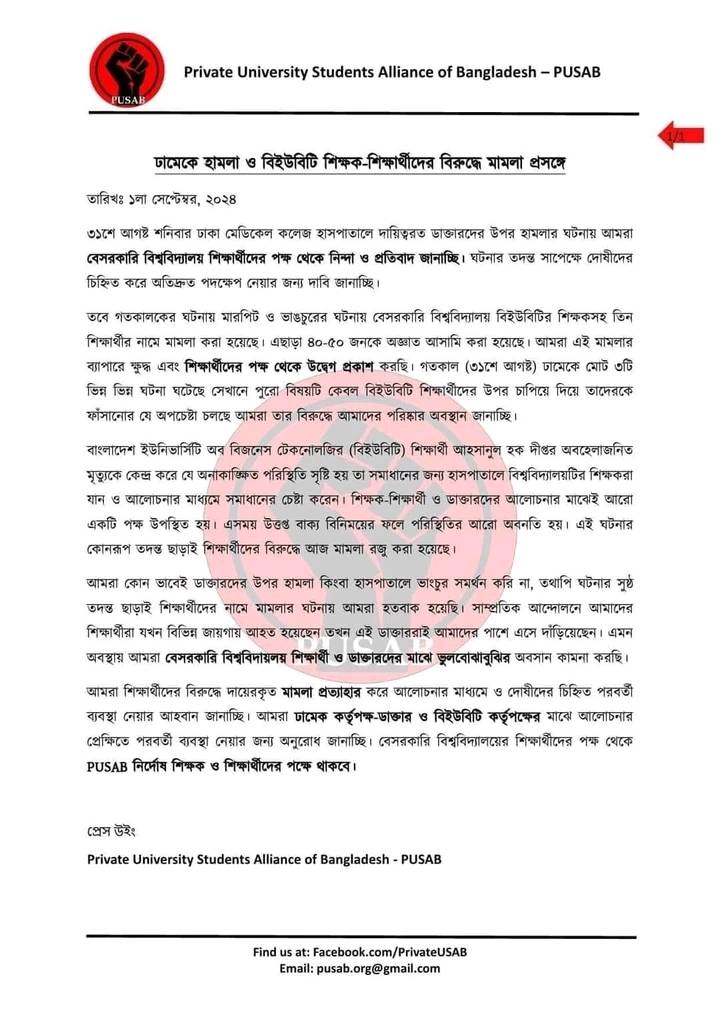 PUSAB
Private University Students Alliance of Bangladesh – PUSAB
1/1
ঢামেকে হামলা ও বিইউবিটি শিক্ষক-শিক্ষার্থীদের বিরুদ্ধে মামলা প্রসঙ্গে
তারিখঃ ১লা সেপ্টেম্বর, ২০২৪
৩১শে আগষ্ট শনিবার ঢাকা মেডিকেল কলেজ হাসপাতালে দায়িত্বরত ডাক্তারদের উপর হামলার ঘটনায় আমরা
বেসরকারি বিশ্ববিদ্যালয় শিক্ষার্থীদের পক্ষ থেকে নিন্দা ও প্রতিবাদ জানাচ্ছি। ঘটনার তদন্ত সাপেক্ষে দোষীদের
চিহ্নিত করে অতিদ্রুত পদক্ষেপ নেয়ার জন্য দাবি জানাচ্ছি।
তবে গতকালকের ঘটনায় মারপিট ও ভাঙচুরের ঘটনায় বেসরকারি বিশ্ববিদ্যালয় বিইউবিটির শিক্ষকসহ তিন
শিক্ষার্থীর নামে মামলা করা হয়েছে। এছাড়া ৪০-৫০ জনকে অজ্ঞাত আসামি করা হয়েছে। আমরা এই মামলার
ব্যাপারে ক্ষুদ্ধ এবং শিক্ষার্থীদের পক্ষ থেকে উদ্বেগ প্রকাশ করছি। গতকাল (৩১শে আগষ্ট) ঢামেকে মোট ৩টি
ভিন্ন ভিন্ন ঘটনা ঘটেছে সেখানে পুরো বিষয়টি কেবল বিইউবিটি শিক্ষার্থীদের উপর চাপিয়ে দিয়ে তাদেরকে
ফাঁসানোর যে অপচেষ্টা চলছে আমরা তার বিরুদ্ধে আমাদের পরিষ্কার অবস্থান জানাচ্ছি।
বাংলাদেশ ইউনিভার্সিটি অব বিজনেস টেকনোলজির (বিইউবিটি) শিক্ষার্থী আহসানুল হক দীপ্তর অবহেলাজনিত
মৃত্যুকে কেন্দ্র করে যে অনাকাঙ্ক্ষিত পরিস্থিতি সৃষ্টি হয় তা সমাধানের জন্য হাসপাতালে বিশ্ববিদ্যালয়টির শিক্ষকরা
যান ও আলোচনার মাধ্যমে সমাধানের চেষ্টা করেন। শিক্ষক-শিক্ষার্থী ও ডাক্তারদের আলোচনার মাঝেই আরো
একটি পক্ষ উপস্থিত হয়। এসময় উত্তপ্ত বাক্য বিনিময়ের ফলে পরিস্থিতির আরো অবনতি হয়। এই ঘটনার
কোনরূপ তদন্ত ছাড়াই শিক্ষার্থীদের বিরুদ্ধে আজ মামলা রজু করা হয়েছে।
আমরা কোন ভাবেই ডাক্তারদের উপর হামলা কিংবা হাসপাতালে ভাংচুর সমর্থন করি না, তথাপি ঘটনার সুষ্ঠ
তদন্ত ছাড়াই শিক্ষার্থীদের নামে মামলার ঘটনায় আমরা হতবাক হয়েছি। সাম্প্রতিক আন্দোলনে আমাদের
শিক্ষার্থীরা যখন বিভিন্ন জায়গায় আহত হয়েছেন তখন এই ডাক্তাররাই আমাদের পাশে এসে দাঁড়িয়েছেন। এমন
অবস্থায় আমরা বেসরকারি বিশ্ববিদায়লয় শিক্ষার্থী ও ডাক্তারদের মাঝে ভুলবোঝাবুঝির অবসান কামনা করছি।
আমরা শিক্ষার্থীদের বিরুদ্ধে দায়েরকৃত মামলা প্রত্যাহার করে আলোচনার মাধ্যমে ও দোষীদের চিহ্নিত পরবর্তী
ব্যবস্থা নেয়ার আহবান জানাচ্ছি। আমরা ঢামেক কর্তৃপক্ষ-ডাক্তার ও বিইউবিটি কর্তৃপক্ষের মাঝে আলোচনার
প্রেক্ষিতে পরবর্তী ব্যবস্থা নেয়ার জন্য অনুরোধ জানাচ্ছি। বেসরকারি বিশ্ববিদ্যালয়ের শিক্ষার্থীদের পক্ষ থেকে
PUSAB নির্দোষ শিক্ষক ও শিক্ষার্থীদের পক্ষে থাকবে।
PUSAB
প্রেস উইং
Private University Students Alliance of Bangladesh - PUSAB
Find us at: Facebook.com/PrivateUSAB
Email: pusab.org@gmail.com